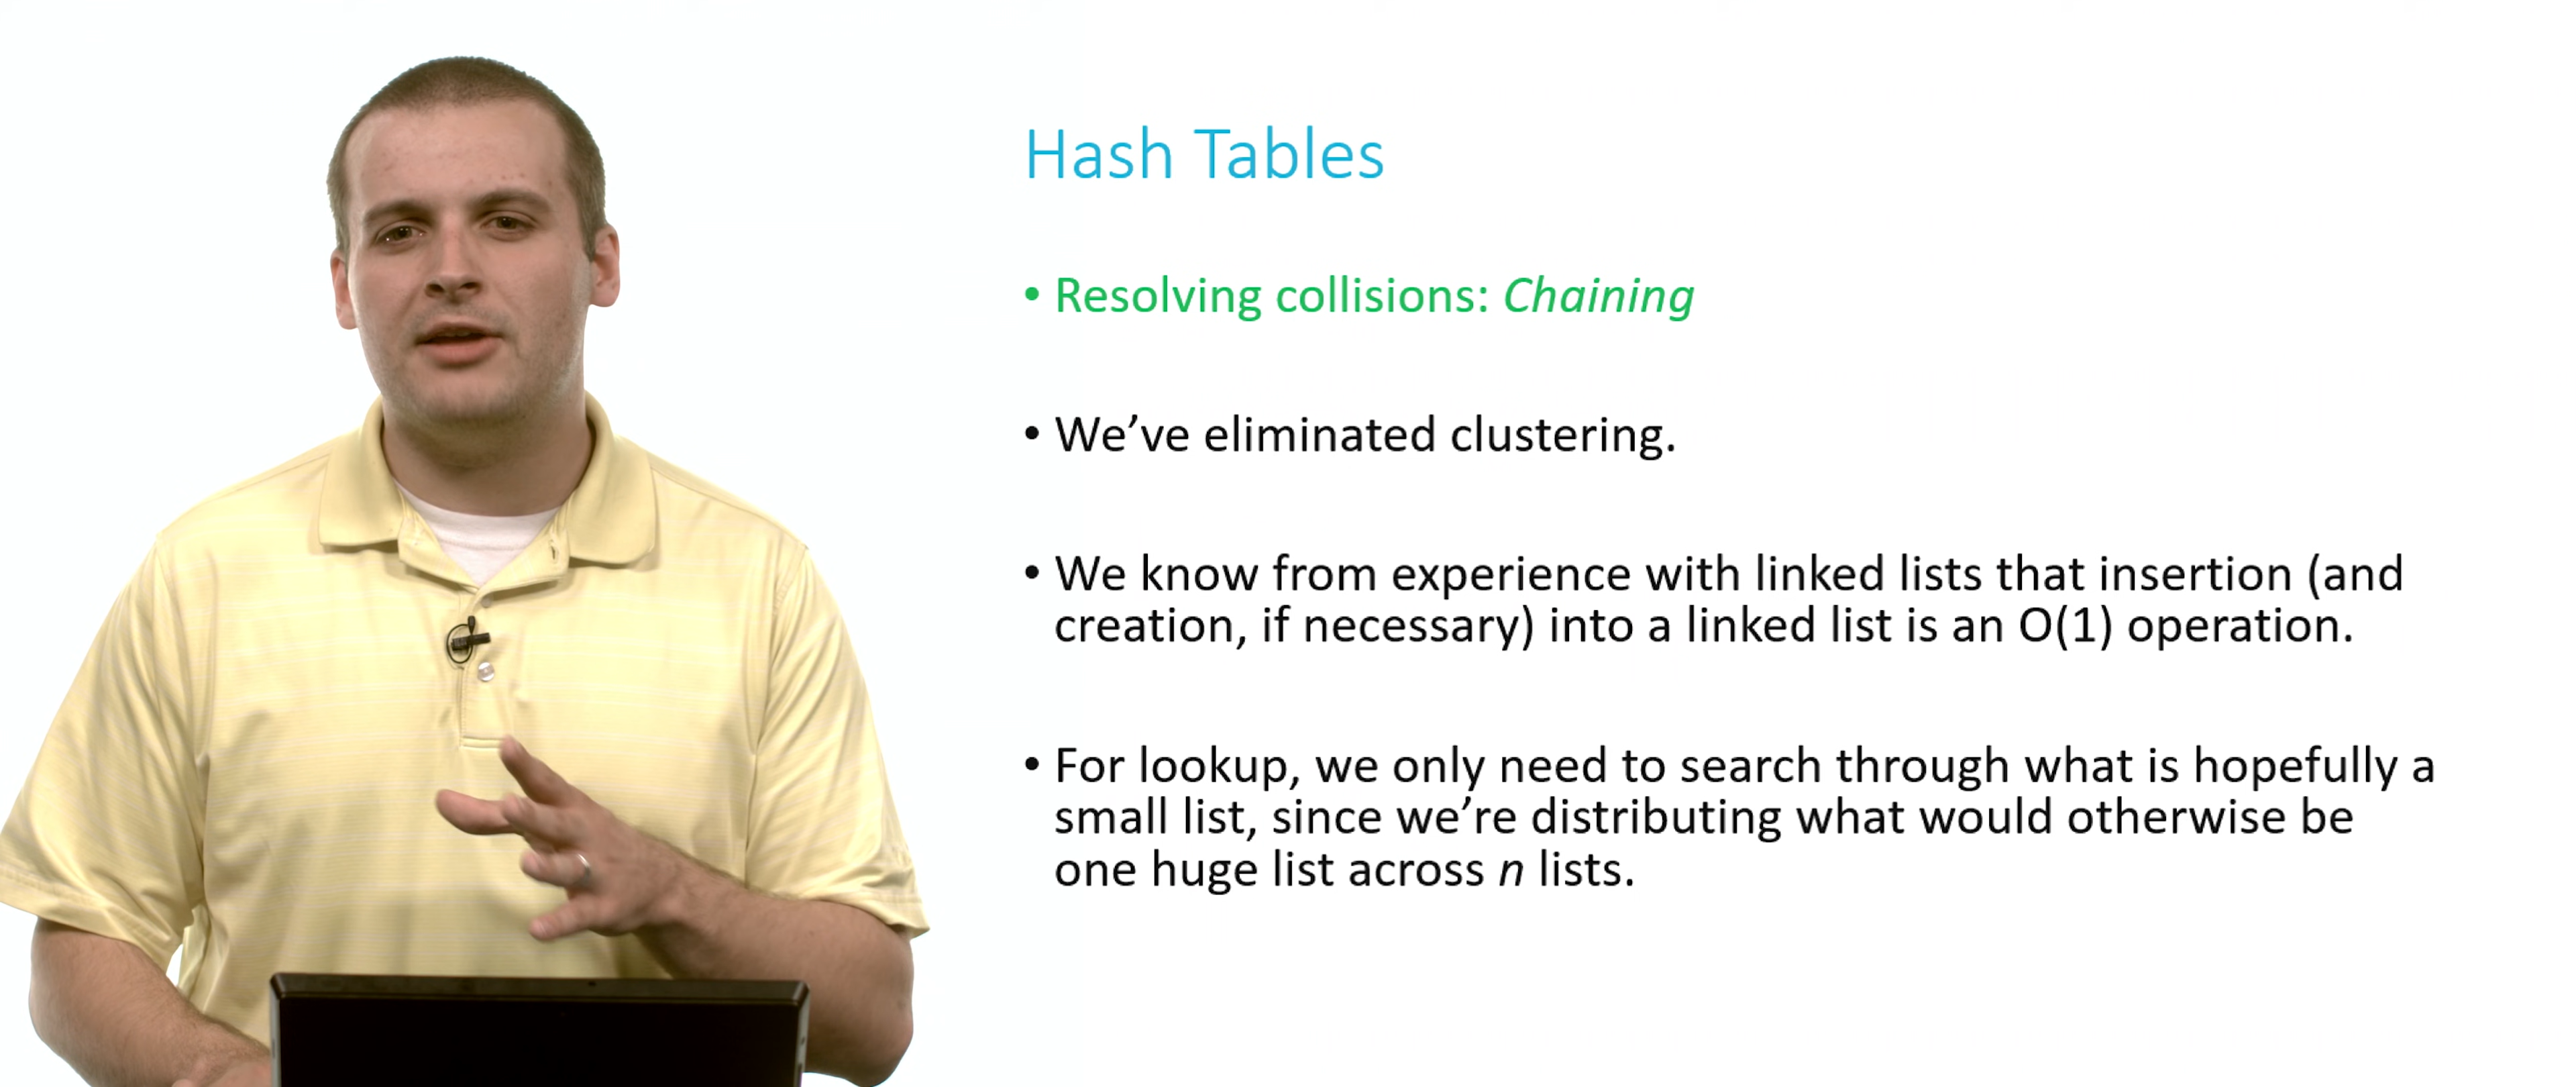 Hash Tables
• Resolving collisions: Chaining
• We’ve eliminated clustering.
• We know from experience with linked lists that insertion (and
creation, if necessary) into a linked list is an O(1) operation.
• For lookup, we only need to search through what is hopefully a
small list, since we’re distributing what would otherwise be
one huge list across n lists.